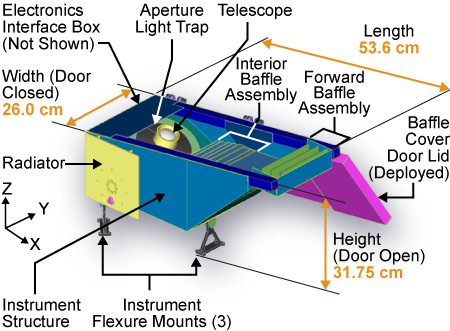 Electronics
Interface Box
(Not Shown)
Aperture
Light Trap
Telescope
Length
53.6 cm
Width (Door
Closed)
26.0 cm
Interior
Baffle
Assembly
Forward
Baffle
Assembly
Baffle
Cover
Door Lid
(Deployed)
Radiator
Z
Y
X
Height
(Door Open)
31.75 cm
Instrument
Structure
Instrument
Flexure Mounts (3)